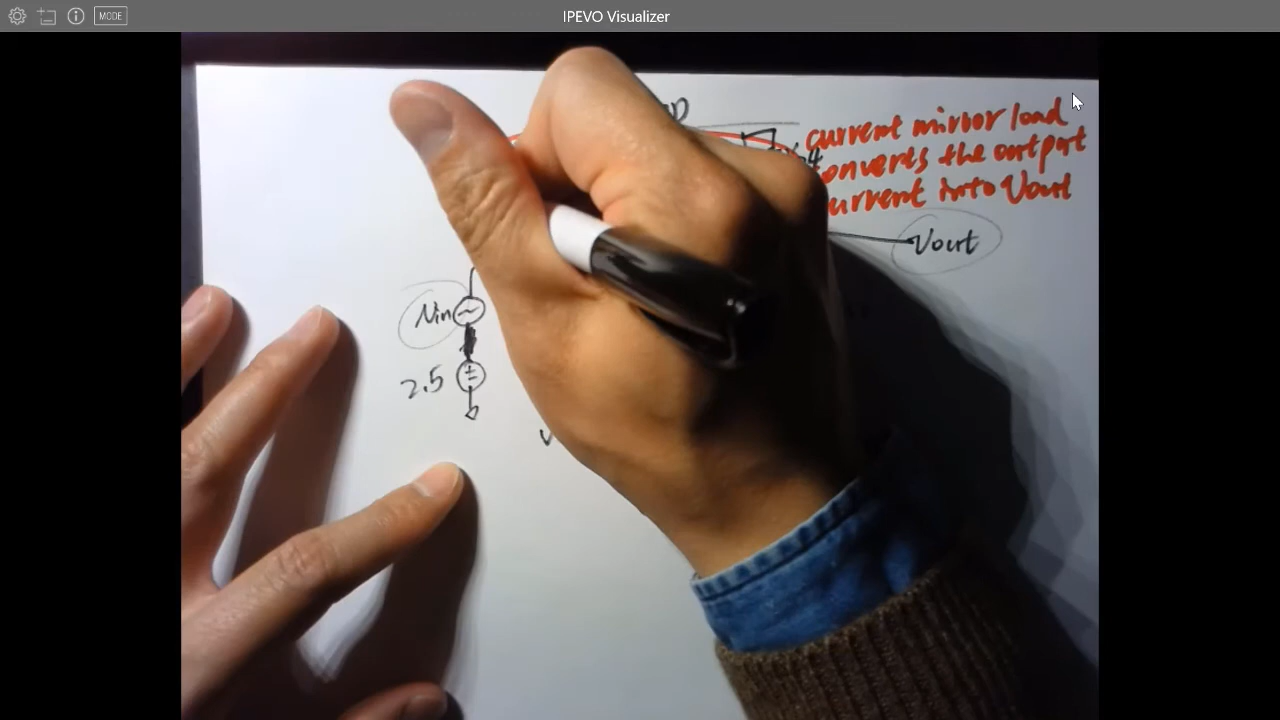 MODE
IPEVO Visualizer
current mirror load
converts the output
current into Vout
Vout
Vin
2.5